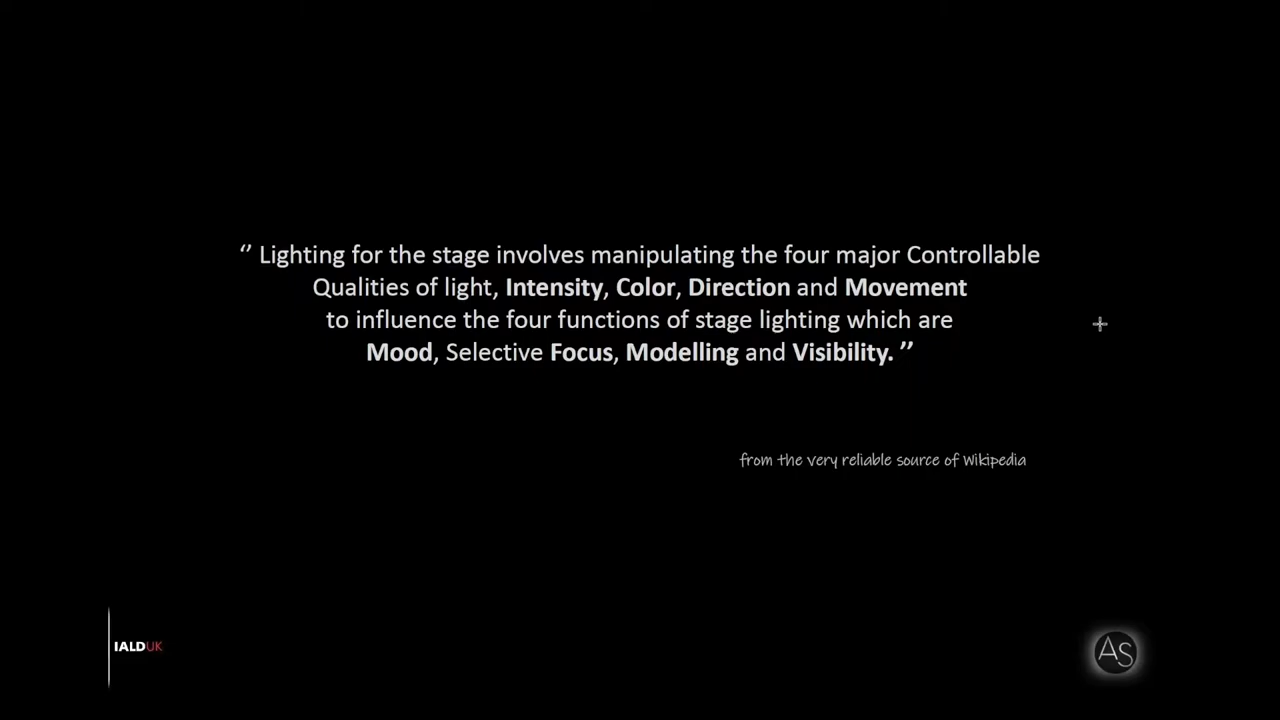 ‘’ Lighting for the stage involves manipulating the four major Controllable
Qualities of light, Intensity, Color, Direction and Movement
to influence the four functions of stage lighting which are
Mood, Selective Focus, Modelling and Visibility. ’’
from the very reliable source of Wikipedia
IALDUK
AS